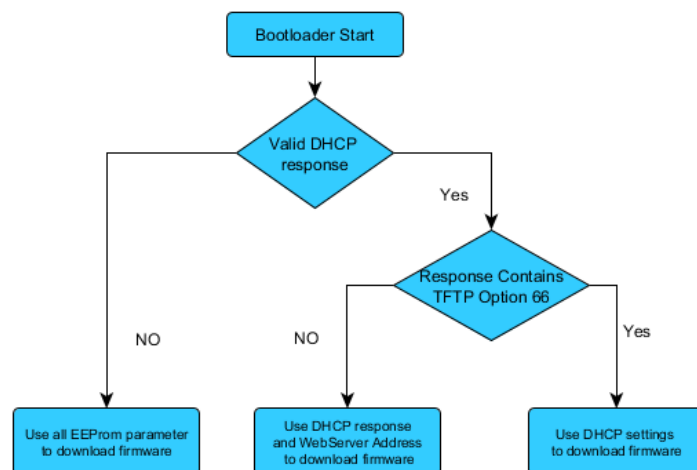 Bootloader Start
Valid DHCP
response
Yes
Response Contains
TFTP Option 66
NO
NO
Yes
Use all EEProm parameter
to download firmware
Use DHCP response
and WebServer Address
to download firmware
Use DHCP settings
to download firmware